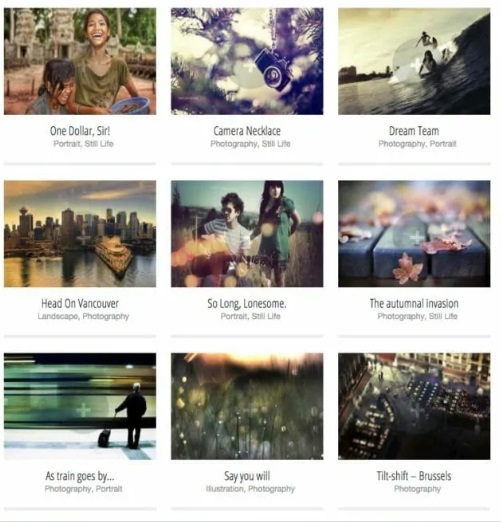 One Dollar, Sir!
Portrait, Still Life
Camera Necklace
Photography, Still Life
Dream Team
Photography, Portrait
Head On Vancouver
Landscape, Photography
So Long, Lonesome.
Portrait, Still Life
The autumnal invasion
Photography, Still Life
As train goes by...
Photography, Portrait
Say you will
Illustration, Photography
Tilt-shift – Brussels
Photography